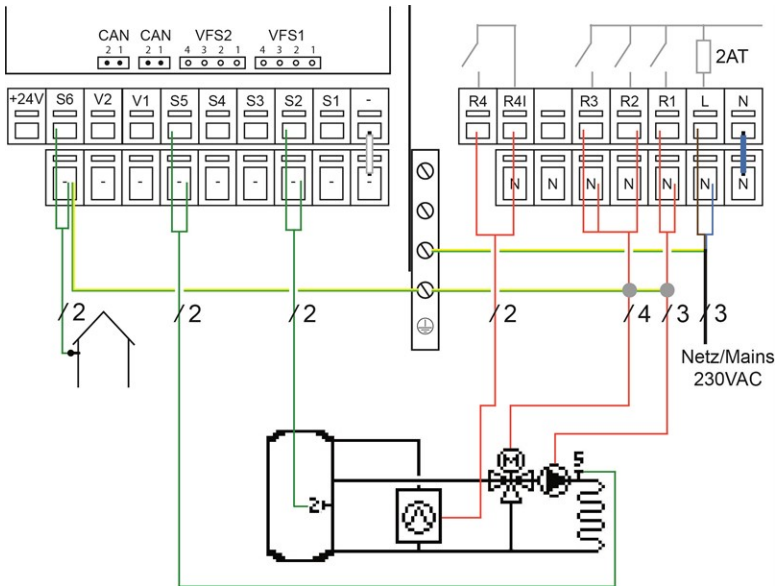 CAN CAN VFS2 VFS1
2 1 2 1 4 3 2 1 4 3 2 1
2AT
+24V S6 V2 V1 S5 S4 S3 S2 S1 - R4 R4I R3 R2 R1 L N
- - - - - - - - - N N N N N N N
/2 /2 /2 /2 /4 /3 /3
Netz/Mains
230VAC
M
5
2